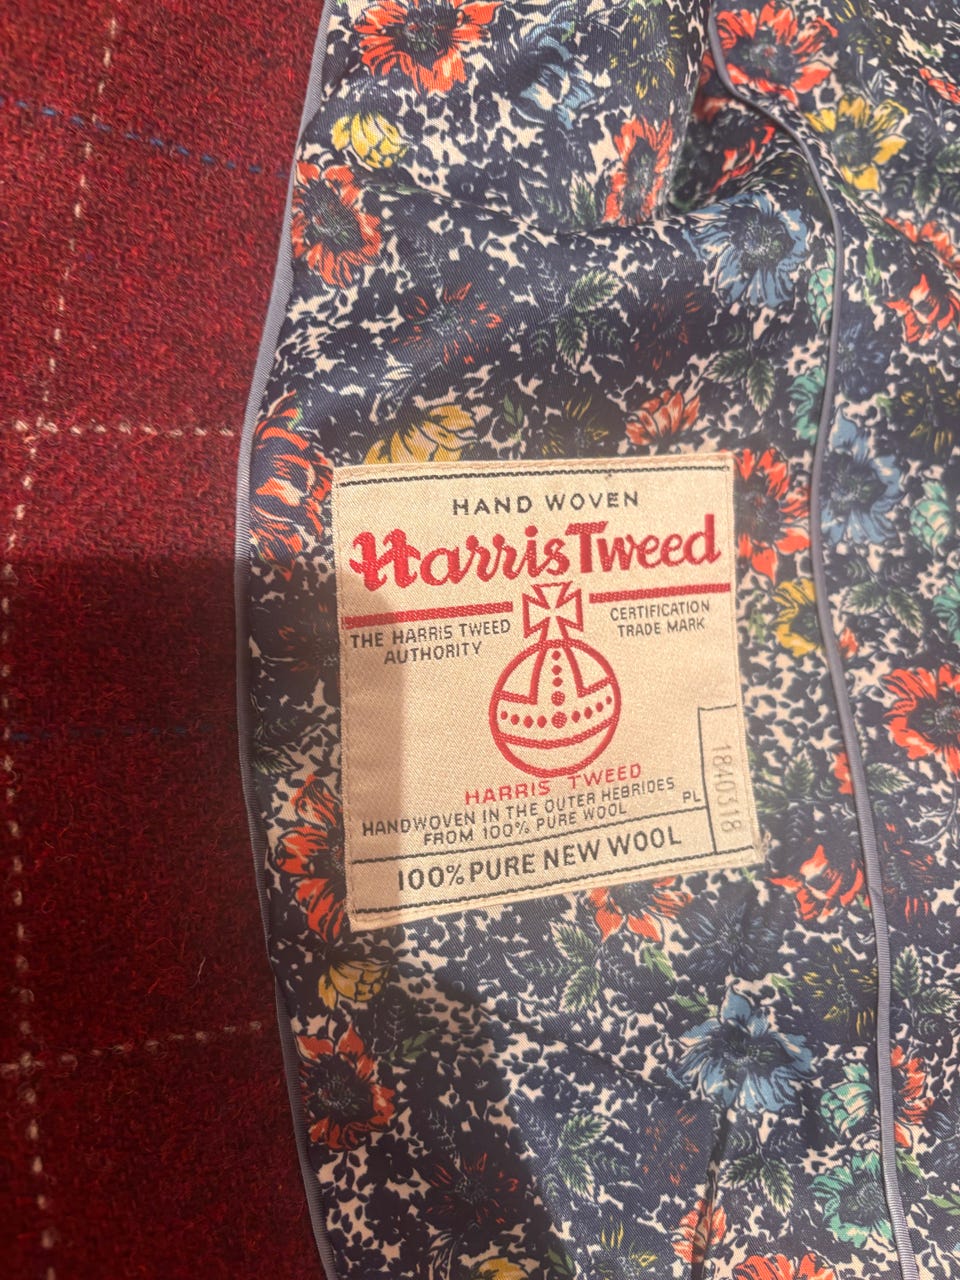 HAND WOVEN
Harris Tweed
THE HARRIS TWEED
AUTHORITY
CERTIFICATION
TRADE MARK
HARRIS TWEED
HANDWOVEN IN THE OUTER HEBRIDES
FROM 100% PURE WOOL
PL
100% PURE NEW WOOL
1840318